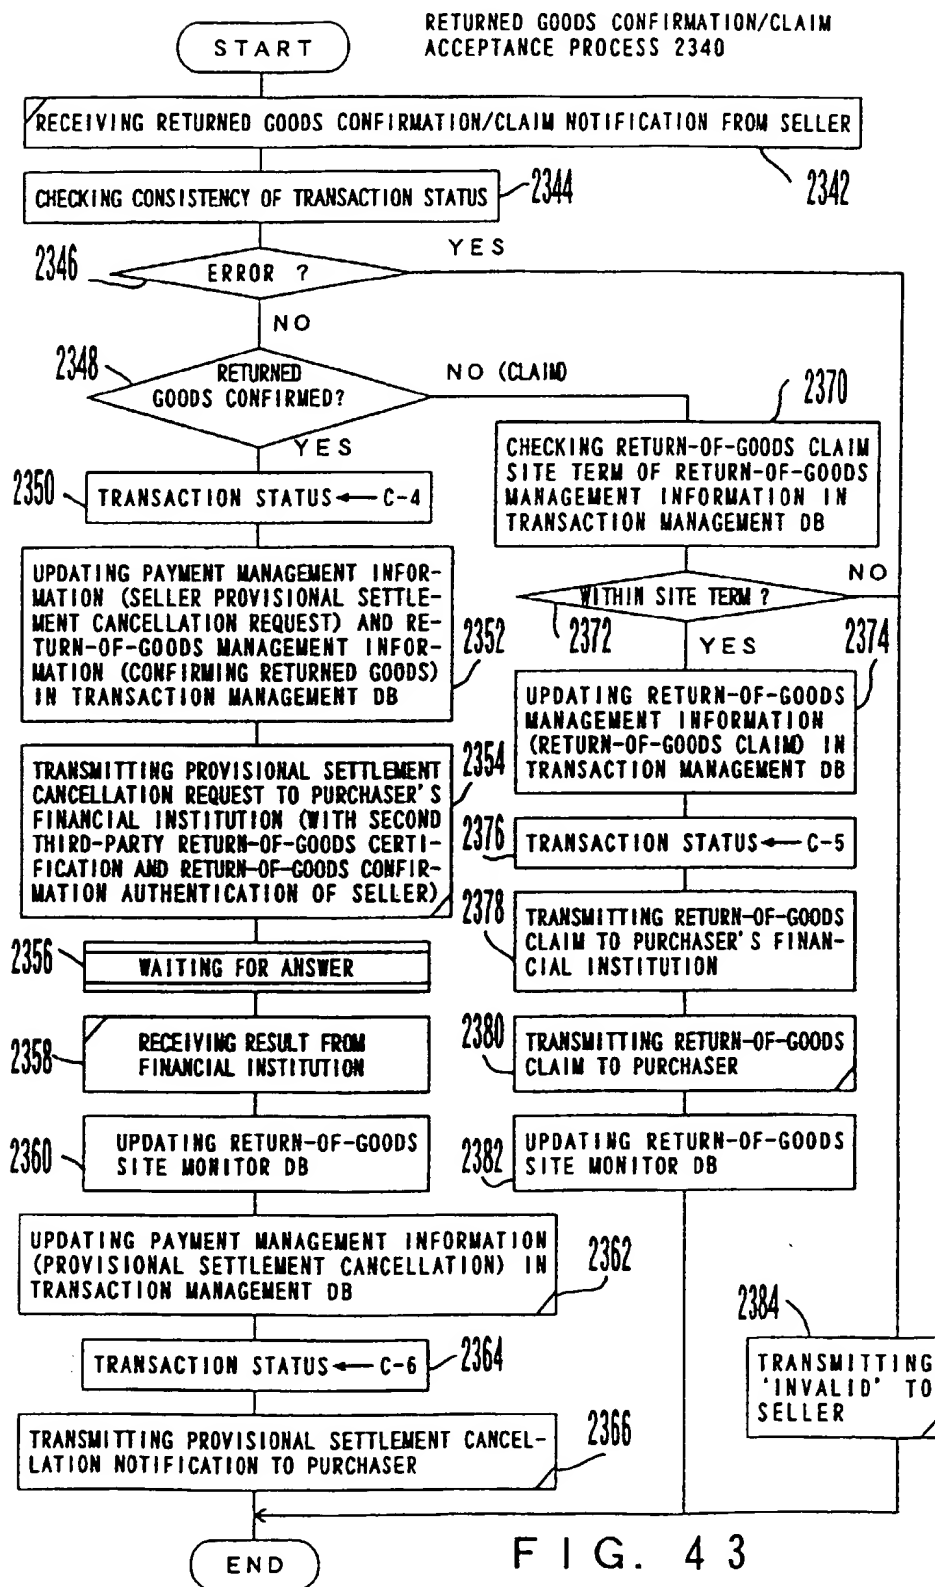 RETURNED GOODS CONFIRMATION/CLAIM
ACCEPTANCE PROCESS 2340
START
RECEIVING RETURNED GOODS CONFIRMATION/CLAIM NOTIFICATION FROM SELLER
2342
CHECKING CONSISTENCY OF TRANSACTION STATUS
2344
2346
ERROR ?
YES
NO
2348
RETURNED
GOODS CONFIRMED?
NO (CLAIM)
YES
2350
TRANSACTION STATUS ← C-4
UPDATING PAYMENT MANAGEMENT INFOR-
MATION (SELLER PROVISIONAL SETTLE-
MENT CANCELLATION REQUEST) AND RE-
TURN-OF-GOODS MANAGEMENT INFOR-
MATION (CONFIRMING RETURNED GOODS)
IN TRANSACTION MANAGEMENT DB
2352
TRANSMITTING PROVISIONAL SETTLEMENT
CANCELLATION REQUEST TO PURCHASER'S
FINANCIAL INSTITUTION (WITH SECOND
THIRD-PARTY RETURN-OF-GOODS CERTI-
FICATION AND RETURN-OF-GOODS CONFIR-
MATION AUTHENTICATION OF SELLER)
2354
2356
WAITING FOR ANSWER
2358
RECEIVING RESULT FROM
FINANCIAL INSTITUTION
2360
UPDATING RETURN-OF-GOODS
SITE MONITOR DB
UPDATING PAYMENT MANAGEMENT INFORMATION
(PROVISIONAL SETTLEMENT CANCELLATION) IN
TRANSACTION MANAGEMENT DB
2362
TRANSACTION STATUS ← C-6
2364
TRANSMITTING PROVISIONAL SETTLEMENT CANCEL-
LATION NOTIFICATION TO PURCHASER
2366
2370
CHECKING RETURN-OF-GOODS CLAIM
SITE TERM OF RETURN-OF-GOODS
MANAGEMENT INFORMATION IN
TRANSACTION MANAGEMENT DB
WITHIN SITE TERM ?
NO
2372
YES
2374
UPDATING RETURN-OF-GOODS
MANAGEMENT INFORMATION
(RETURN-OF-GOODS CLAIM) IN
TRANSACTION MANAGEMENT DB
2376
TRANSACTION STATUS ← C-5
2378
TRANSMITTING RETURN-OF-GOODS
CLAIM TO PURCHASER'S FINAN-
CIAL INSTITUTION
2380
TRANSMITTING RETURN-OF-GOODS
CLAIM TO PURCHASER
2382
UPDATING RETURN-OF-GOODS
SITE MONITOR DB
2384
TRANSMITTING
'INVALID' TO
SELLER
END
FIG. 43